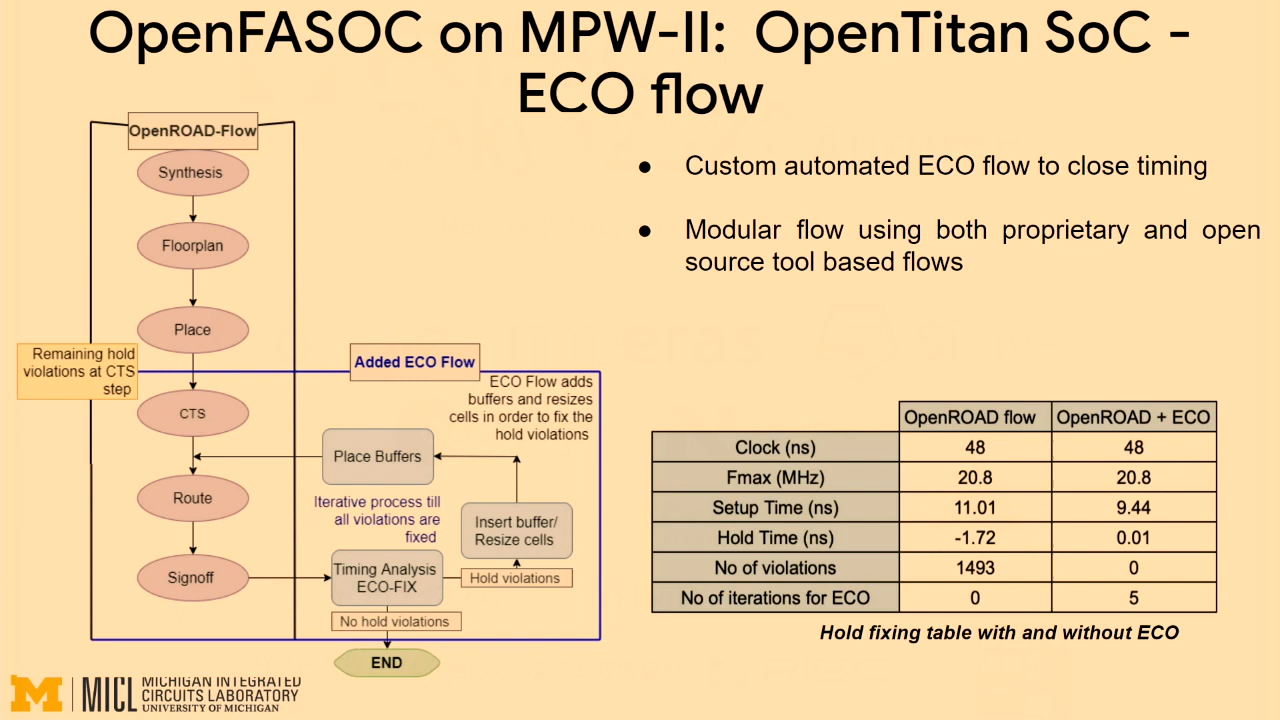 OpenFASOC on MPW-II: OpenTitan SoC -
ECO flow
OpenROAD-Flow
Synthesis
Floorplan
Place
Remaining hold
violations at CTS
step
CTS
Route
Signoff
Added ECO Flow
ECO Flow adds
buffers and resizes
cells in order to fix the
hold violations
Place Buffers
Iterative process till
all violations are
fixed
Insert buffer/
Resize cells
Timing Analysis
ECO-FIX
Hold violations
No hold violations
END
● Custom automated ECO flow to close timing
● Modular flow using both proprietary and open
source tool based flows
OpenROAD flow OpenROAD + ECO
Clock (ns) 48 48
Fmax (MHz) 20.8 20.8
Setup Time (ns) 11.01 9.44
Hold Time (ns) -1.72 0.01
No of violations 1493 0
No of iterations for ECO 0 5
Hold fixing table with and without ECO
M MICL
MICHIGAN INTEGRATED
CIRCUITS LABORATORY
UNIVERSITY OF MICHIGAN